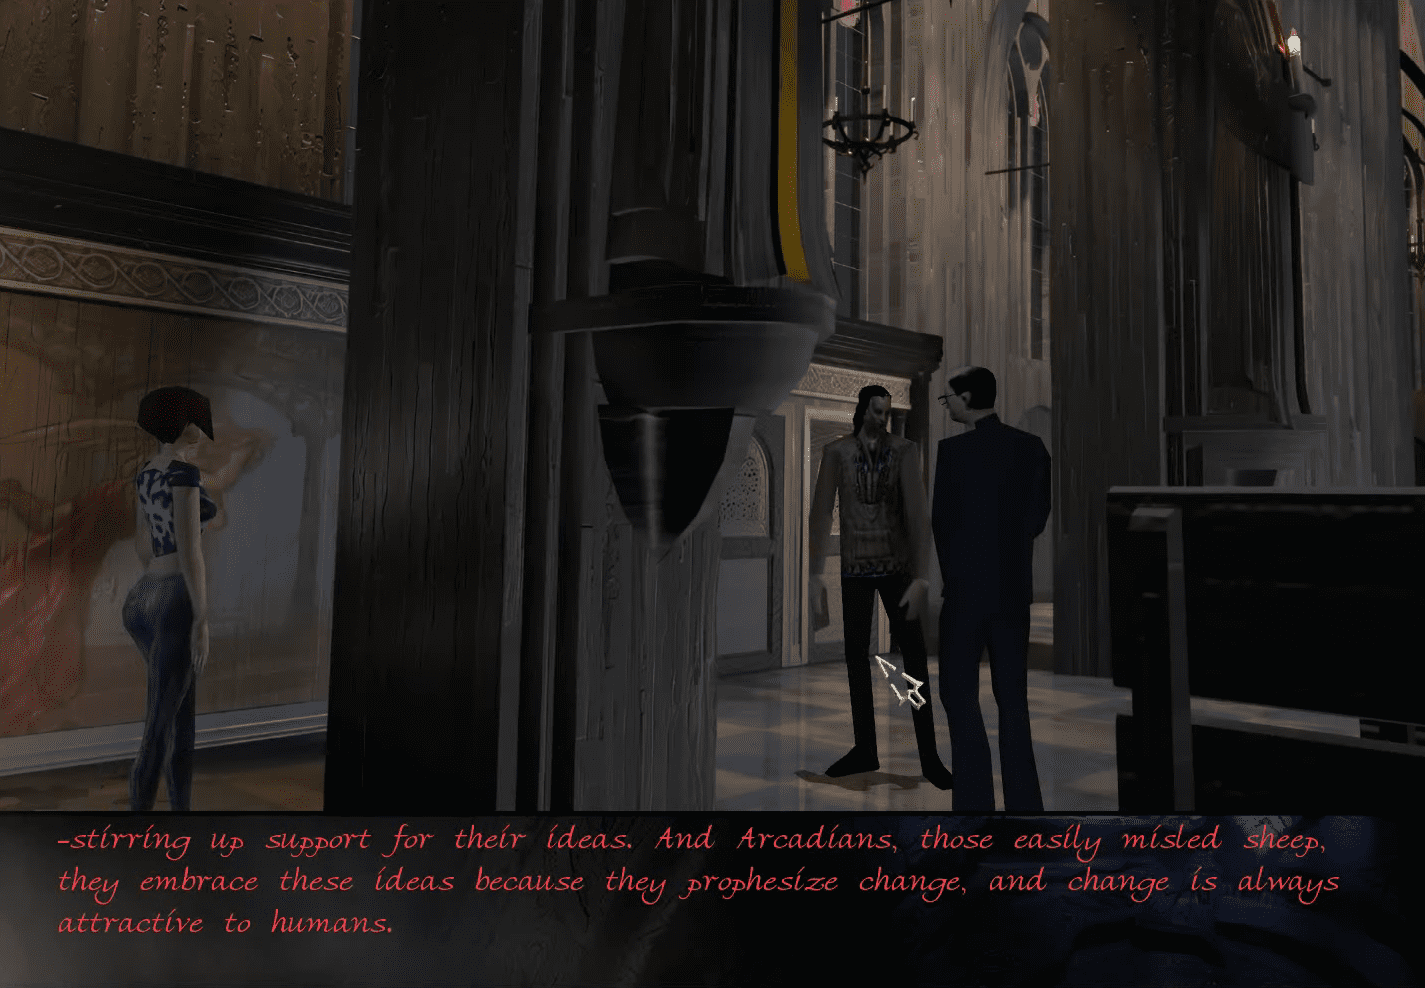 -stirring up support for their ideas. And Arcadians, those easily misled sheep,
they embrace these ideas because they prophesize change, and change is always
attractive to humans.